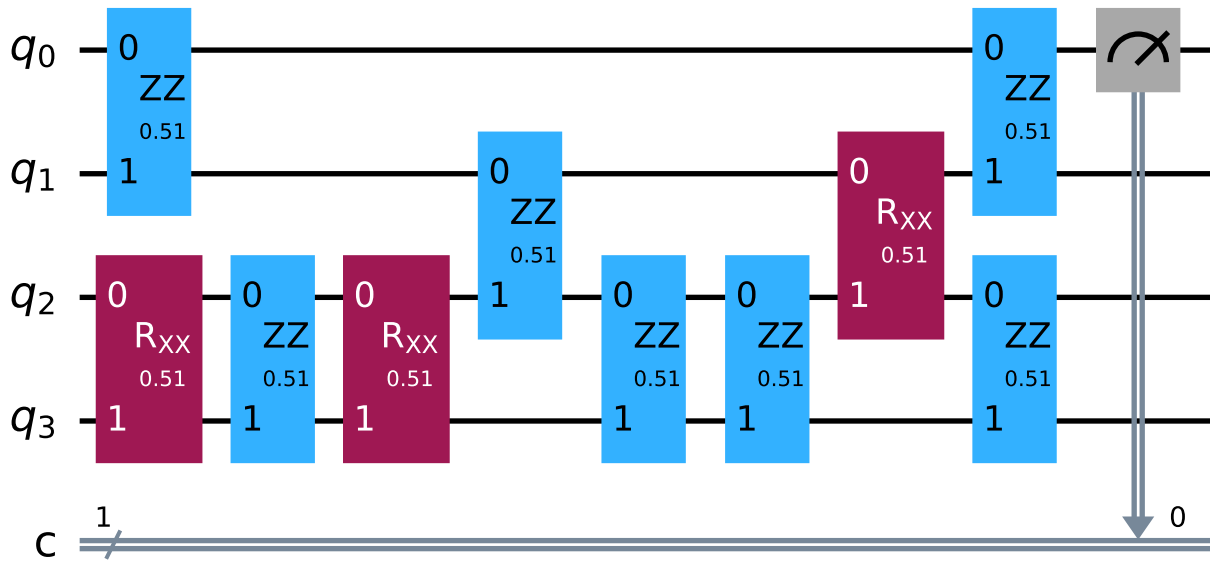 q0 0 0
ZZ ZZ
0.51 0.51
q1 1 0 0 1
ZZ RXX
0.51 0.51
q2 0 0 0 1 0 0 1 0
RXX ZZ RXX ZZ ZZ ZZ
0.51 0.51 0.51 0.51 0.51 0.51
q3 1 1 1 1 1 1
1 0
c